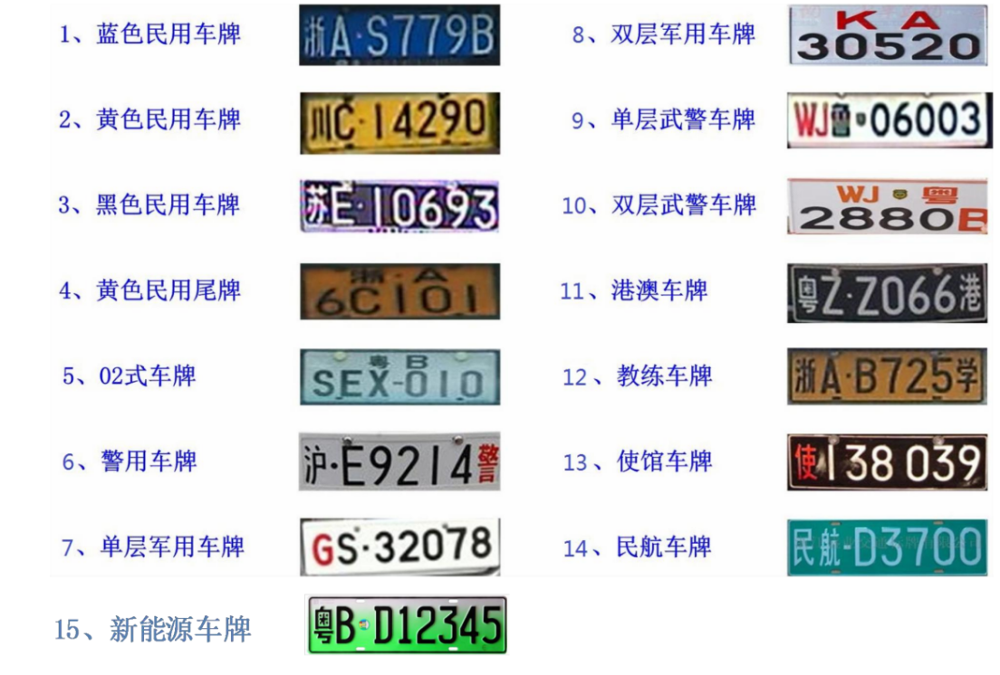 1、蓝色民用车牌
浙A·S779B
2、黄色民用车牌
川C·14290
3、黑色民用车牌
苏E·10693
4、黄色民用尾牌
浙·A
6C101
5、02式车牌
粤B
SEX-010
6、警用车牌
沪·E9214警
7、单层军用车牌
GS·32078
8、双层军用车牌
KA
30520
9、单层武警车牌
WJ鲁06003
10、双层武警车牌
WJ 粤
2880B
11、港澳车牌
粤Z·Z066港
12、教练车牌
浙A·B725学
13、使馆车牌
使138 039
14、民航车牌
民航-D3700
15、新能源车牌
粤B·D12345